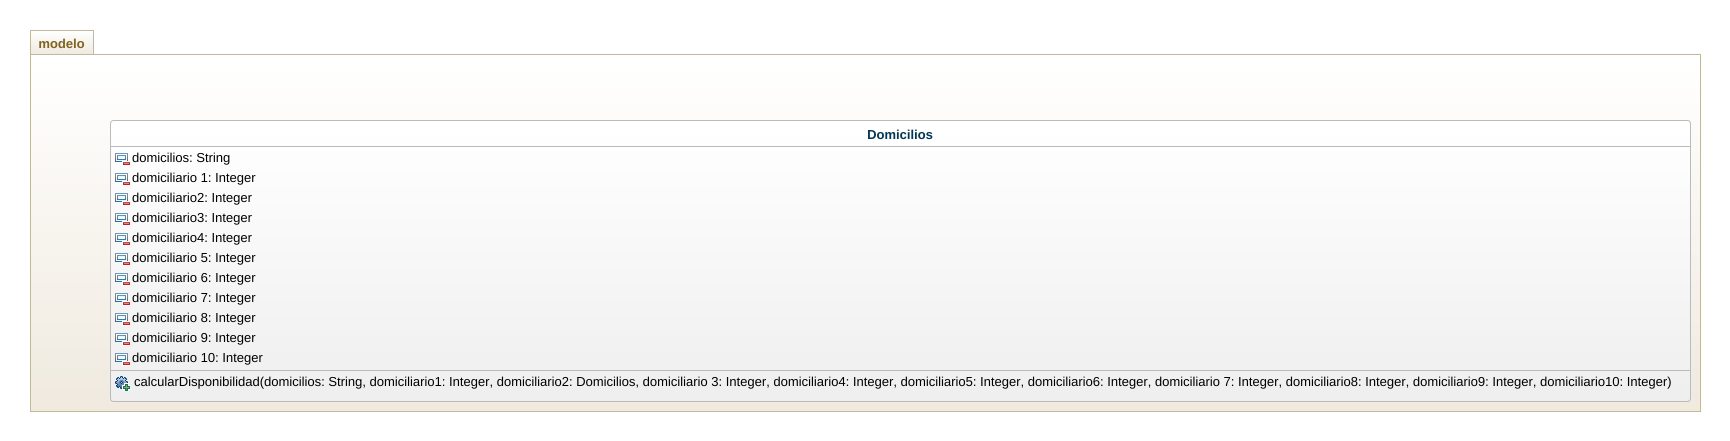 modelo
Domicilios
domicilios: String
domiciliario 1: Integer
domiciliario2: Integer
domiciliario3: Integer
domiciliario4: Integer
domiciliario 5: Integer
domiciliario 6: Integer
domiciliario 7: Integer
domiciliario 8: Integer
domiciliario 9: Integer
domiciliario 10: Integer
calcularDisponibilidad(domicilios: String, domiciliario1: Integer, domiciliario2: Domicilios, domiciliario 3: Integer, domiciliario4: Integer, domiciliario5: Integer, domiciliario6: Integer, domiciliario 7: Integer, domiciliario8: Integer, domiciliario9: Integer, domiciliario10: Integer)